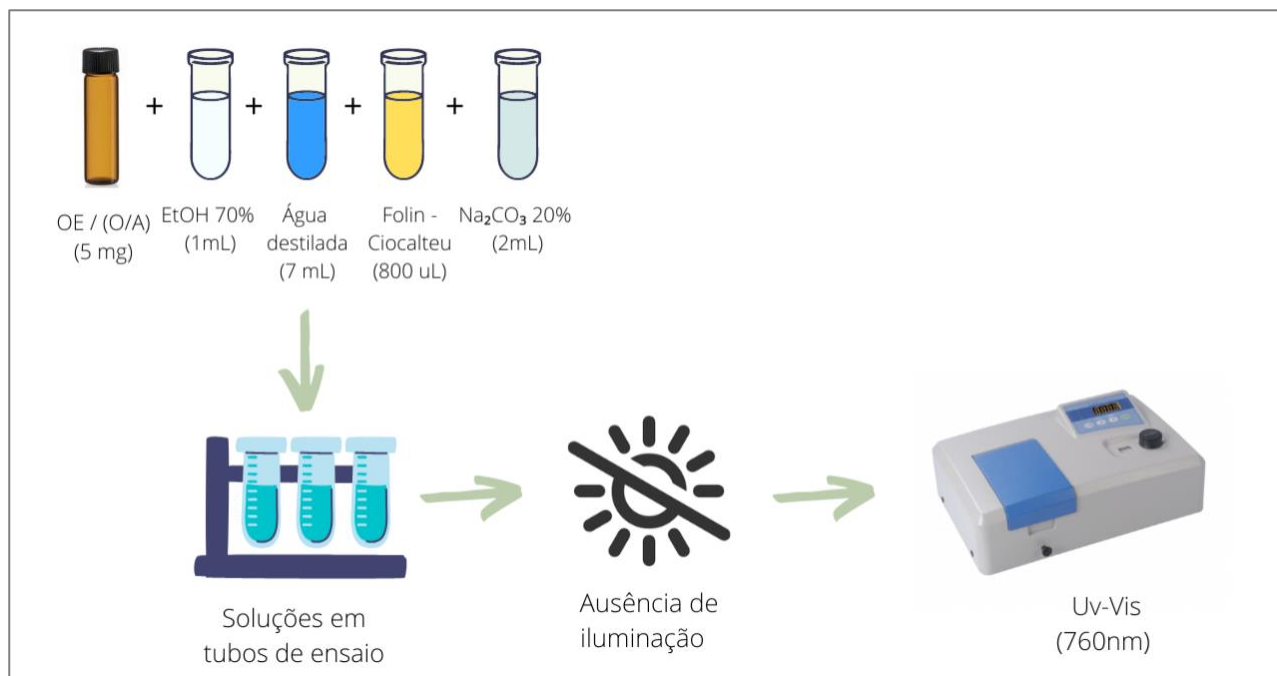 +
+
+
+
OE / (O/A)
(5 mg)
EtOH 70%
(1mL)
Água
destilada
(7 mL)
Folin -
Ciocalteu
(800 uL)
Na₂CO₃ 20%
(2mL)
Soluções em
tubos de ensaio
Ausência de
iluminação
Uv-Vis
(760nm)